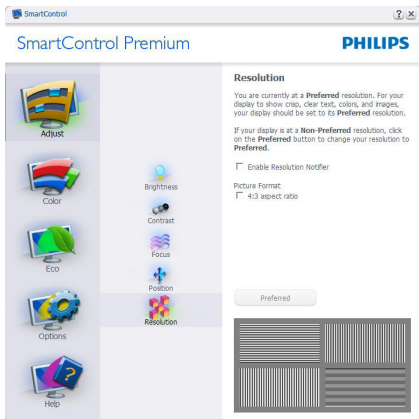 SmartControl
SmartControl Premium
PHILIPS
Adjust
Color
Eco
Options
Help
Brightness
Contrast
Focus
Position
Resolution
Resolution
You are currently at a Preferred resolution. For your
display to show crisp, clear text, colors, and images,
your display should be set to its Preferred resolution.
If your display is at a Non-Preferred resolution, click
on the Preferred button to change your resolution to
Preferred.
Enable Resolution Notifier
Picture Format
4:3 aspect ratio
Preferred